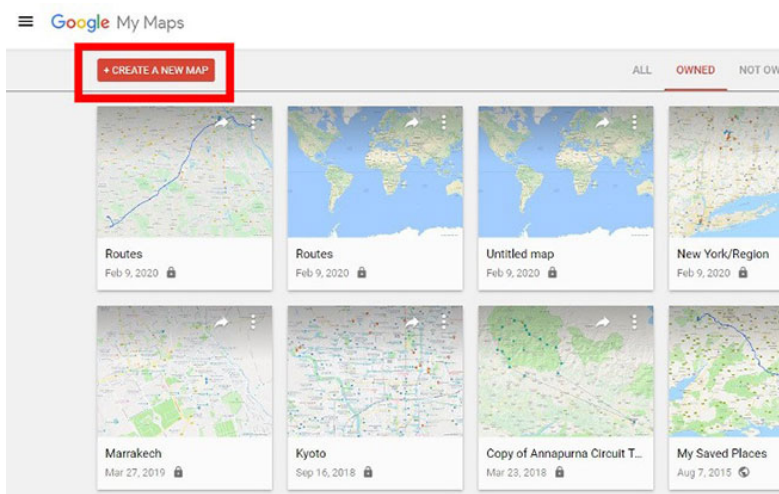 Google My Maps
+ CREATE A NEW MAP
ALL OWNED NOT OW
Routes
Feb 9, 2020
Routes
Feb 9, 2020
Untitled map
Feb 9, 2020
New York/Region
Feb 9, 2020
Marrakech
Mar 27, 2019
Kyoto
Sep 16, 2018
Copy of Annapurna Circuit T...
Mar 23, 2018
My Saved Places
Aug 7, 2015